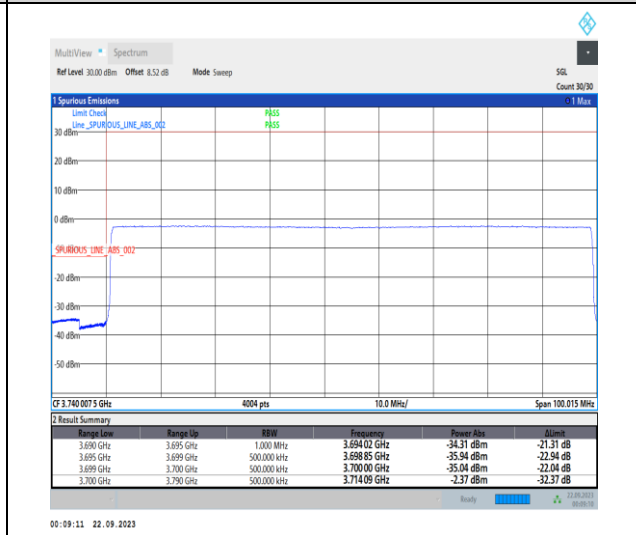 MultiView Spectrum
Ref Level 30.00 dBm Offset 8.52 dB Mode Sweep SGL
Count 30/30
1 Spurious Emissions 1 Max
Limit Check PASS
Line _SPURIOUS_LINE_ABS_002 PASS
30 dBm
20 dBm
10 dBm
0 dBm
_SPURIOUS_LINE_ABS_002
-20 dBm
-30 dBm
-40 dBm
-50 dBm
CF 3.740 007 5 GHz 4004 pts 10.0 MHz/ Span 100.015 MHz
2 Result Summary
Range Low Range Up RBW Frequency Power Abs ΔLimit
3.690 GHz 3.695 GHz 1.000 MHz 3.694 02 GHz -34.31 dBm -21.31 dB
3.695 GHz 3.699 GHz 500.000 kHz 3.698 85 GHz -35.94 dBm -22.94 dB
3.699 GHz 3.700 GHz 500.000 kHz 3.700 00 GHz -35.04 dBm -22.04 dB
3.700 GHz 3.790 GHz 500.000 kHz 3.714 09 GHz -2.37 dBm -32.37 dB
Ready 22.09.2023
00:09:10
00:09:11 22.09.2023